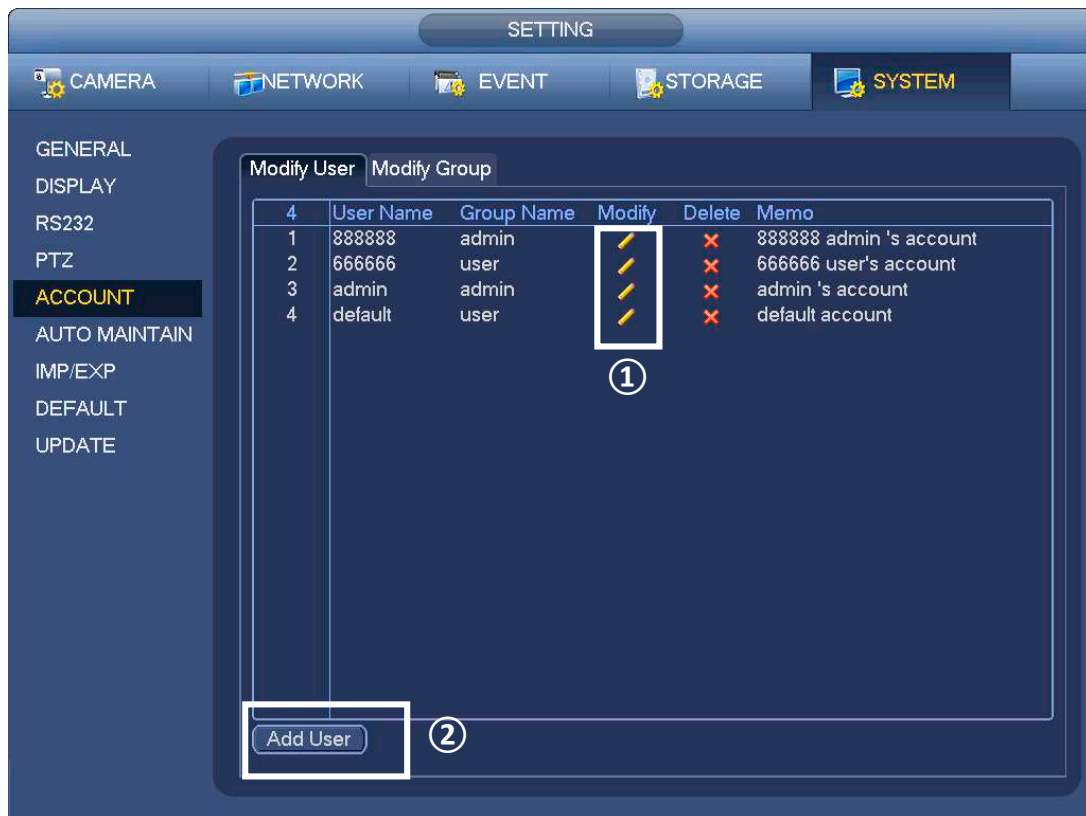 SETTING
CAMERA NETWORK EVENT STORAGE SYSTEM
GENERAL
DISPLAY
RS232
PTZ
ACCOUNT
AUTO MAINTAIN
IMP/EXP
DEFAULT
UPDATE
Modify User Modify Group
4 User Name Group Name Modify Delete Memo
1 888888 admin 888888 admin 's account
2 666666 user 666666 user's account
3 admin admin admin 's account
4 default user default account
①
Add User ②